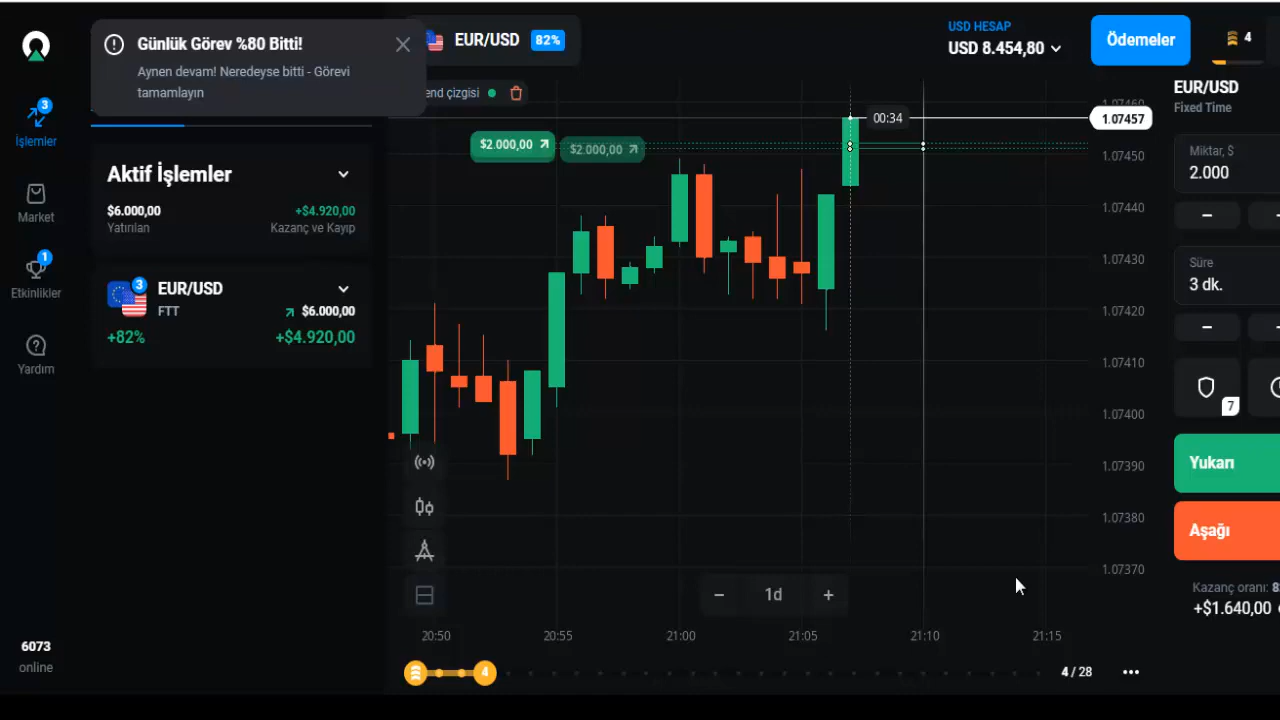 Günlük Görev %80 Bitti!
Aynen devam! Neredeyse bitti - Görevi
tamamlayın
EUR/USD
82%
USD HESAP
USD 8.454,80
Ödemeler
4
end çizgisi
3
İşlemler
Market
1
Etkinlikler
Yardım
6073
online
Aktif İşlemler
$6.000,00
+$4.920,00
Yatırılan
Kazanç ve Kayıp
3
EUR/USD
FTT
$6.000,00
+82%
+$4.920,00
$2.000,00
$2.000,00
00:34
1.07460
1.07457
1.07450
1.07440
1.07430
1.07420
1.07410
1.07400
1.07390
1.07380
1.07370
− 1d +
20:50
20:55
21:00
21:05
21:10
21:15
4
4 / 28
EUR/USD
Fixed Time
Miktar, $
2.000
−
Süre
3 dk.
−
7
Yukarı
Aşağı
Kazanç oranı: 8
+$1.640,00